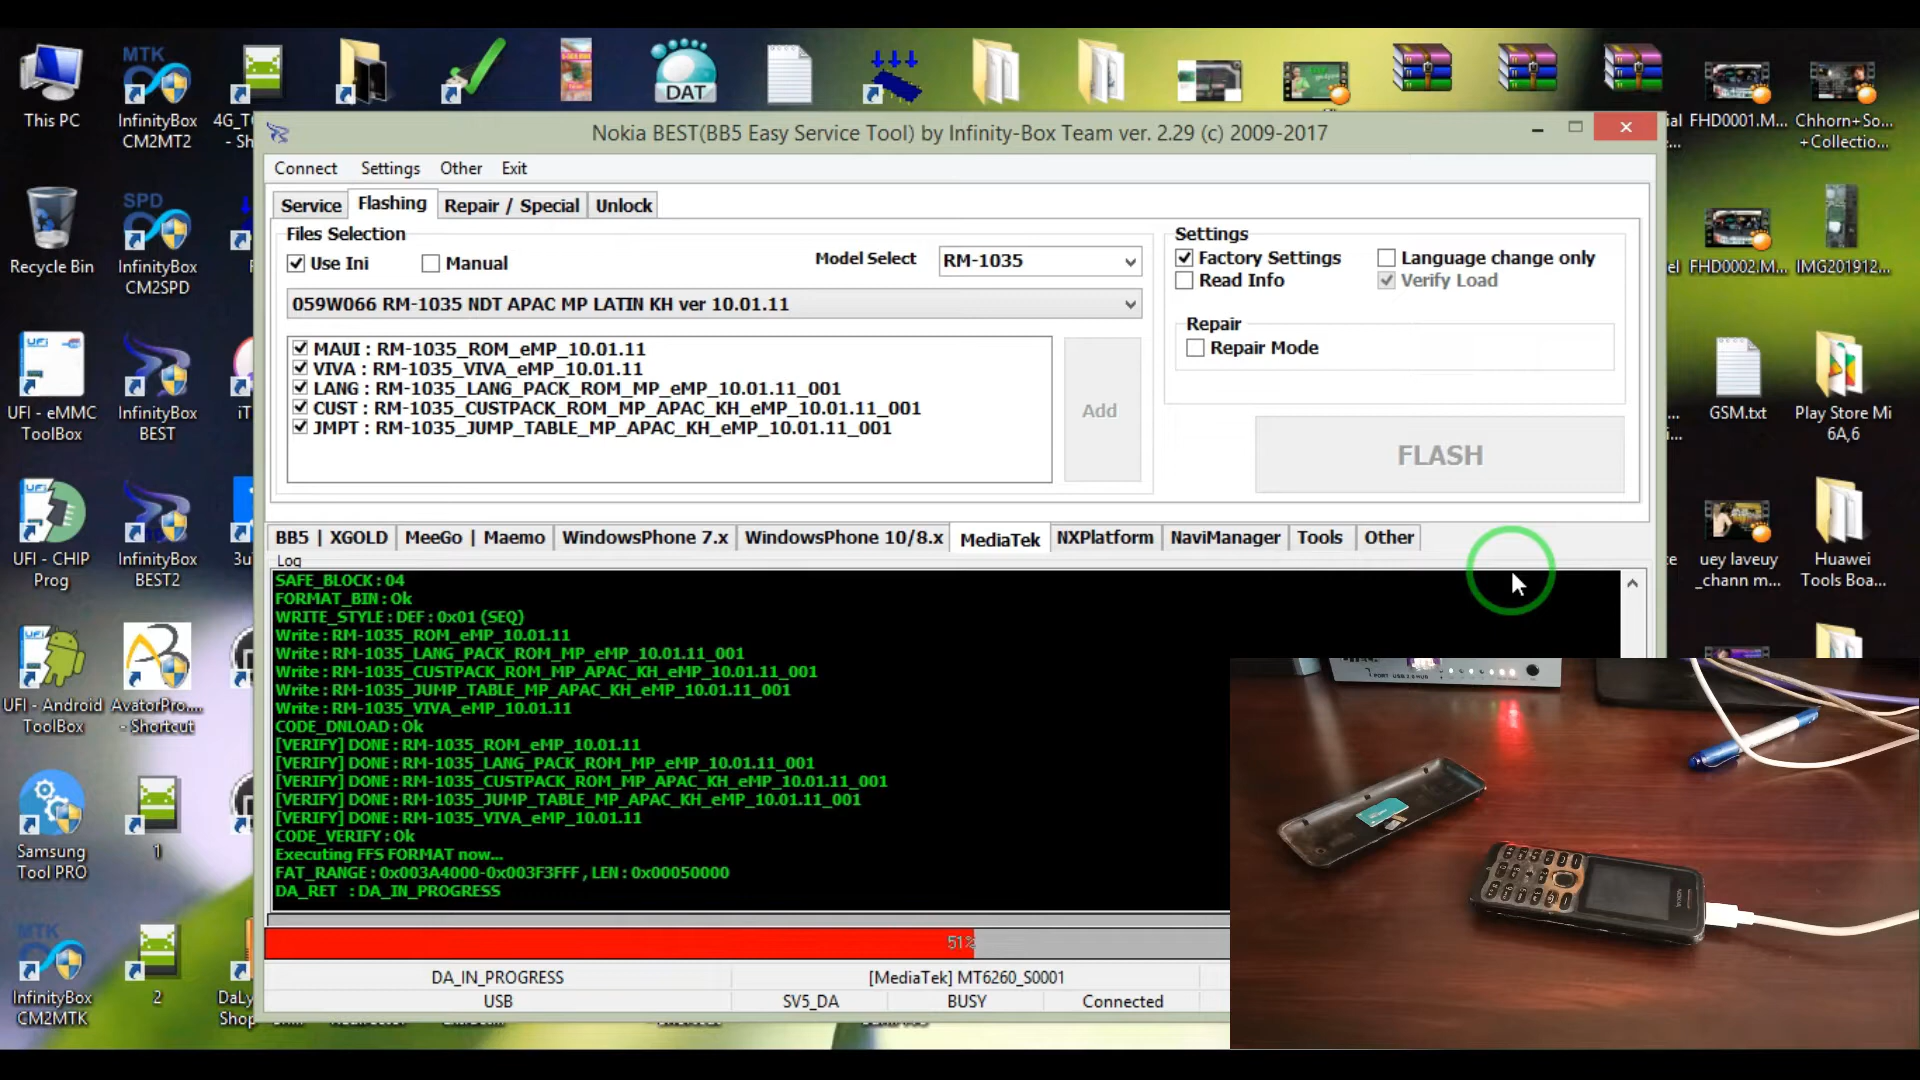 This PC
InfinityBox
CM2MT2
DAT
FHD0001.M...
Chhorn+So...
+Collectio...
Nokia BEST(BB5 Easy Service Tool) by Infinity-Box Team ver. 2.29 (c) 2009-2017
Connect Settings Other Exit
Service Flashing Repair / Special Unlock
Files Selection
Use Ini Manual
Model Select RM-1035
Settings
Factory Settings Language change only
Read Info Verify Load
059W066 RM-1035 NDT APAC MP LATIN KH ver 10.01.11
Repair
Repair Mode
MAUI : RM-1035_ROM_eMP_10.01.11
VIVA : RM-1035_VIVA_eMP_10.01.11
LANG : RM-1035_LANG_PACK_ROM_MP_eMP_10.01.11_001
CUST : RM-1035_CUSTPACK_ROM_MP_APAC_KH_eMP_10.01.11_001
JMPT : RM-1035_JUMP_TABLE_MP_APAC_KH_eMP_10.01.11_001
Add
FLASH
BB5 | XGOLD MeeGo | Maemo WindowsPhone 7.x WindowsPhone 10/8.x MediaTek NXPlatform NaviManager Tools Other
Log
SAFE_BLOCK : 04
FORMAT_BIN : Ok
WRITE_STYLE : DEF : 0x01 (SEQ)
Write : RM-1035_ROM_eMP_10.01.11
Write : RM-1035_LANG_PACK_ROM_MP_eMP_10.01.11_001
Write : RM-1035_CUSTPACK_ROM_MP_APAC_KH_eMP_10.01.11_001
Write : RM-1035_JUMP_TABLE_MP_APAC_KH_eMP_10.01.11_001
Write : RM-1035_VIVA_eMP_10.01.11
CODE_DNLOAD : Ok
[VERIFY] DONE : RM-1035_ROM_eMP_10.01.11
[VERIFY] DONE : RM-1035_LANG_PACK_ROM_MP_eMP_10.01.11_001
[VERIFY] DONE : RM-1035_CUSTPACK_ROM_MP_APAC_KH_eMP_10.01.11_001
[VERIFY] DONE : RM-1035_JUMP_TABLE_MP_APAC_KH_eMP_10.01.11_001
[VERIFY] DONE : RM-1035_VIVA_eMP_10.01.11
CODE_VERIFY : Ok
Executing FFS FORMAT now...
FAT_RANGE : 0x003A4000-0x003F3FFF , LEN : 0x00050000
DA_RET : DA_IN_PROGRESS
51%
DA_IN_PROGRESS [MediaTek] MT6260_S0001
USB SV5_DA BUSY Connected
Recycle Bin
InfinityBox
CM2SPD
FHD0002.M...
IMG201912...
UFI - eMMC
ToolBox
InfinityBox
BEST
GSM.txt
Play Store Mi
6A,6
UFI - CHIP
Prog
InfinityBox
BEST2
uey laveuy
_chann m...
Huawei
Tools Boa...
UFI - Android
ToolBox
AvatorPro....
- Shortcut
Samsung
Tool PRO
1
InfinityBox
CM2MTK
2